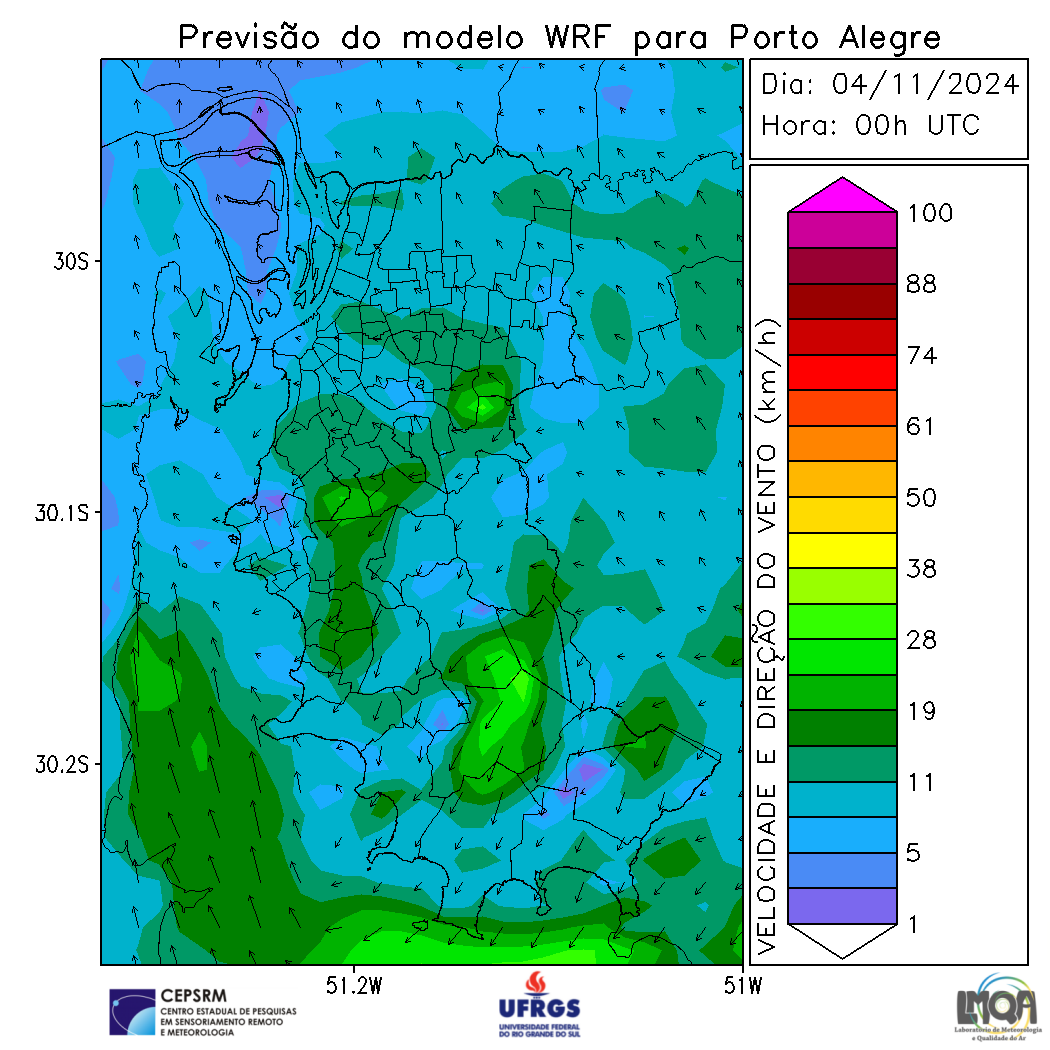 Previsão do modelo WRF para Porto Alegre
Dia: 04/11/2024
Hora: 00h UTC
30S
30.1S
30.2S
51.2W
51W
VELOCIDADE E DIREÇÃO DO VENTO (km/h)
100
88
74
61
50
38
28
19
11
5
1
CEPSRM
CENTRO ESTADUAL DE PESQUISAS
EM SENSORIAMENTO REMOTO
E METEOROLOGIA
UFRGS
UNIVERSIDADE FEDERAL
DO RIO GRANDE DO SUL
LMQA
Laboratório de Meteorologia
e Qualidade do Ar